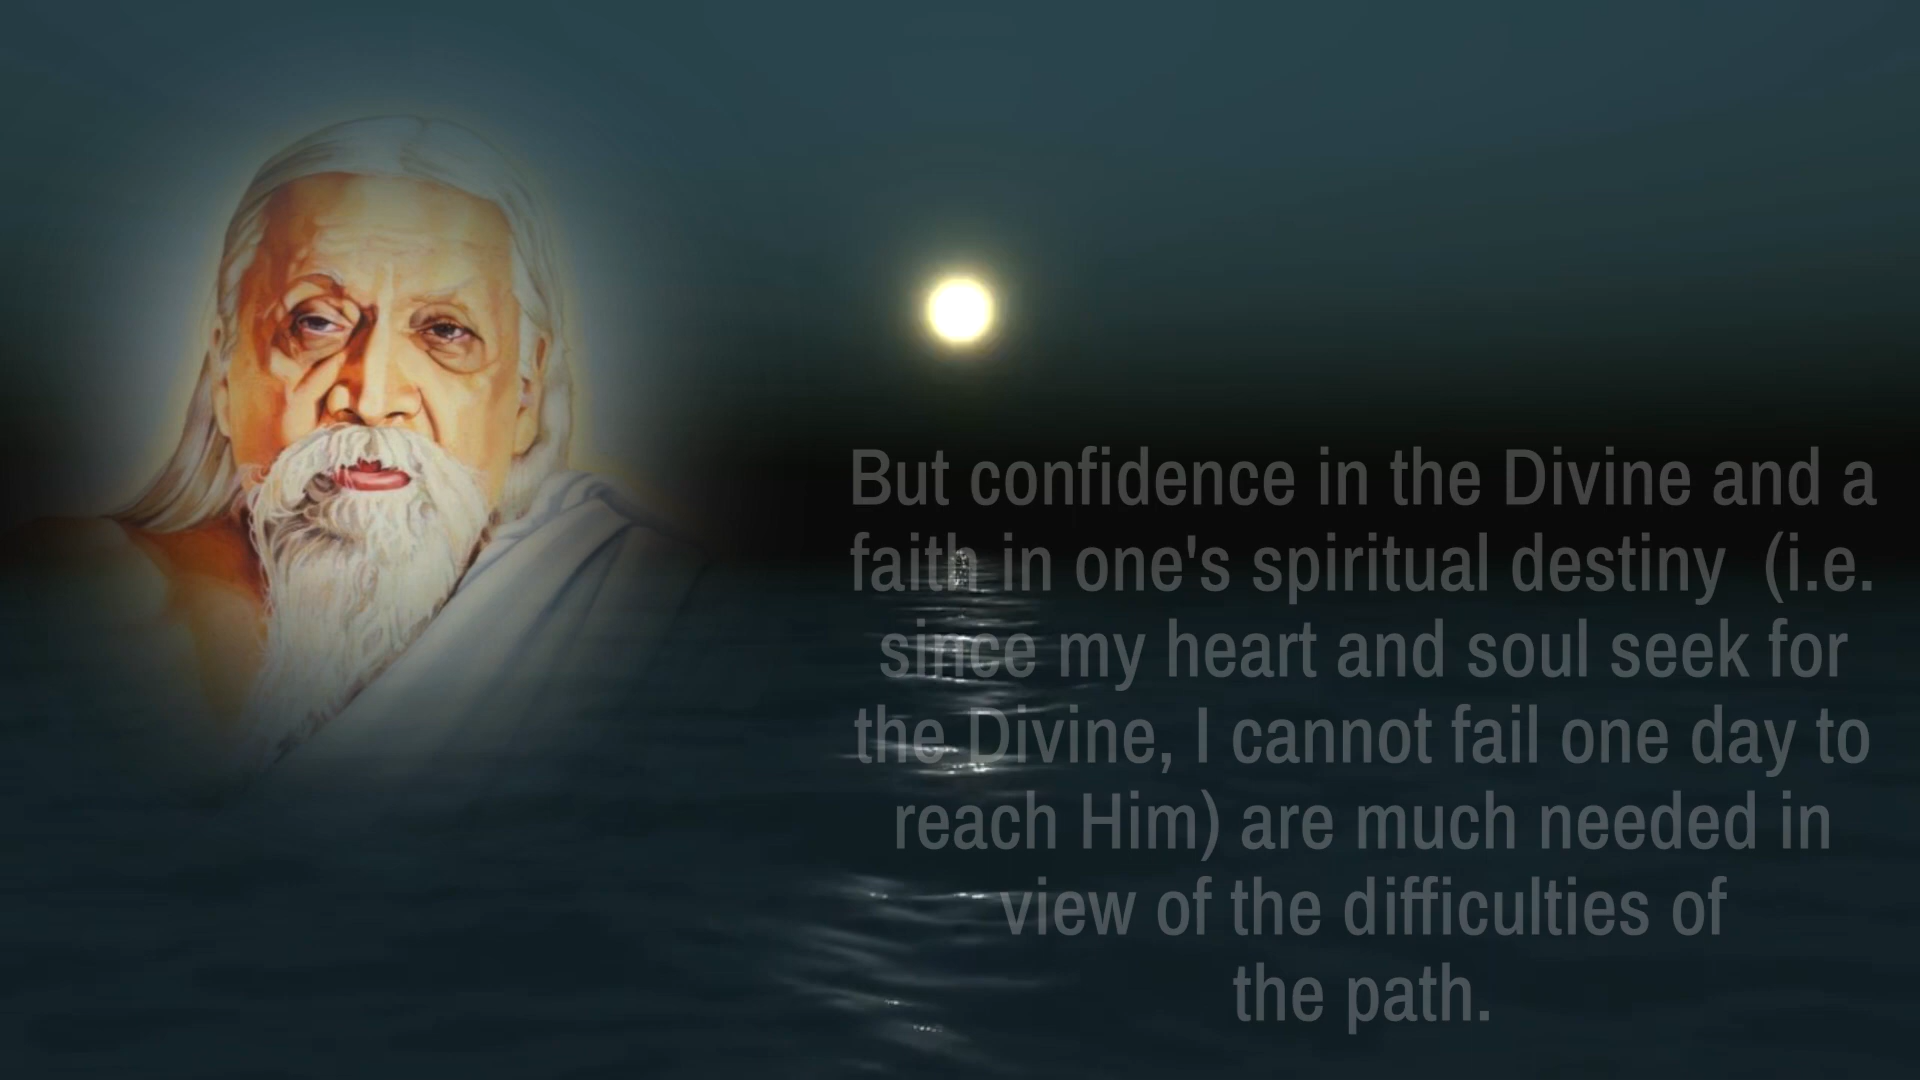 But confidence in the Divine and a
faith in one's spiritual destiny  (i.e.
since my heart and soul seek for
the Divine, I cannot fail one day to
reach Him) are much needed in
view of the difficulties of
the path.